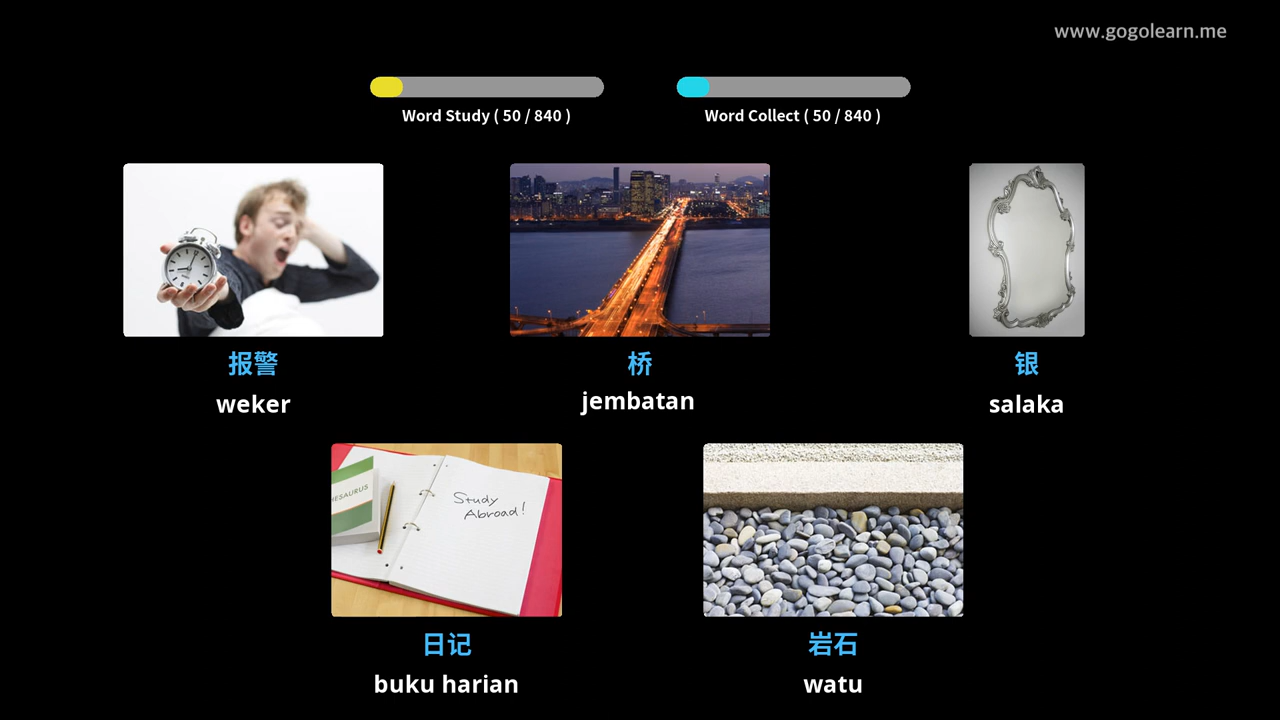 www.gogolearn.me
Word Study ( 50 / 840 )
Word Collect ( 50 / 840 )
报警
桥
银
weker
jembatan
salaka
HESAURUS
Study
Abroad!
日记
岩石
buku harian
watu